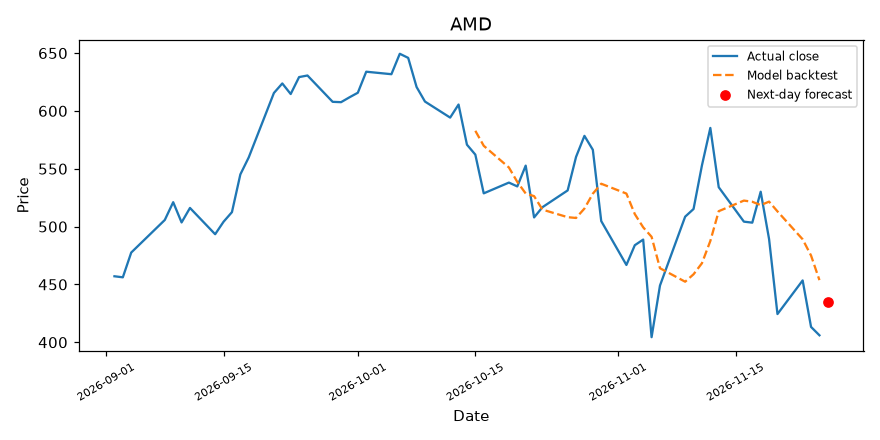 AMD
Actual close
Model backtest
Next-day forecast
Price
650
600
550
500
450
400
2026-09-01
2026-09-15
2026-10-01
2026-10-15
2026-11-01
2026-11-15
Date